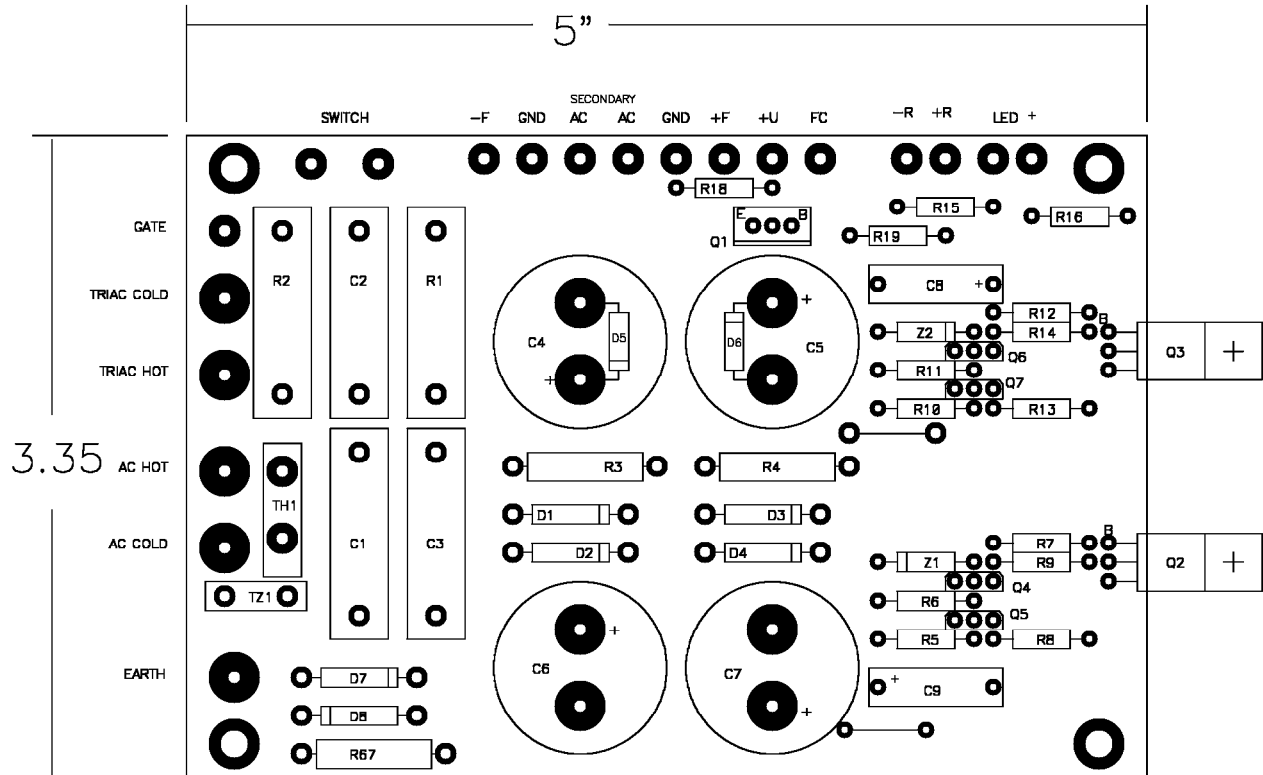 5”
SECONDARY
SWITCH
−F GND AC AC GND +F +U FC
−R +R LED +
R18
R15
R16
E B
Q1
R19
GATE
R2 C2 R1
C8 +
TRIAC COLD
+
R12
B
C4 D5 D6 C5
Z2 R14
Q6
Q3 +
TRIAC HOT
+
R11
Q7
R10 R13
3.35
AC HOT
R3 R4
TH1
D1 D3
AC COLD
C1 C3
D2 D4
B
R7
Z1 R9
Q2 +
Q4
TZ1
R6
Q5
+
R5 R8
EARTH
C6 C7
D7
+
C9
D8
+
R67